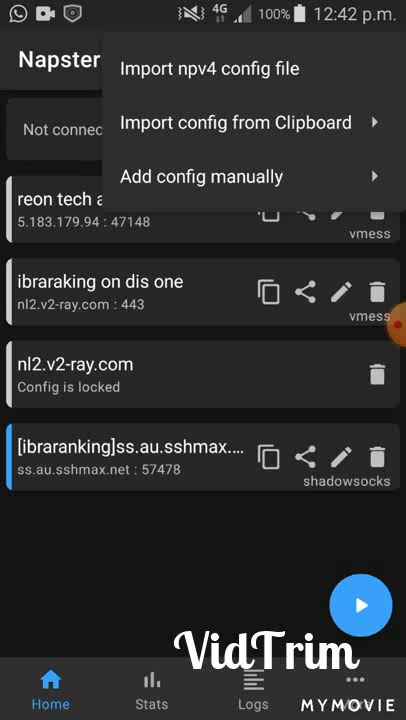 4G 100% 12:42 p.m.
Napster
Import npv4 config file
Import config from Clipboard
Add config manually
Not connec
reon tech a
5.183.179.94 : 47148
vmess
ibraraking on dis one
nl2.v2-ray.com : 443
vmess
nl2.v2-ray.com
Config is locked
[ibraranking]ss.au.sshmax....
ss.au.sshmax.net : 57478
shadowsocks
VidTrim
Home
Stats
Logs
MYMOVIE